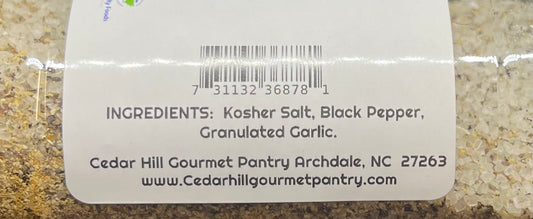 Foods
7 31132 36878 1
INGREDIENTS: Kosher Salt, Black Pepper,
Granulated Garlic.
Cedar Hill Gourmet Pantry Archdale, NC 27263
www.Cedarhillgourmetpantry.com